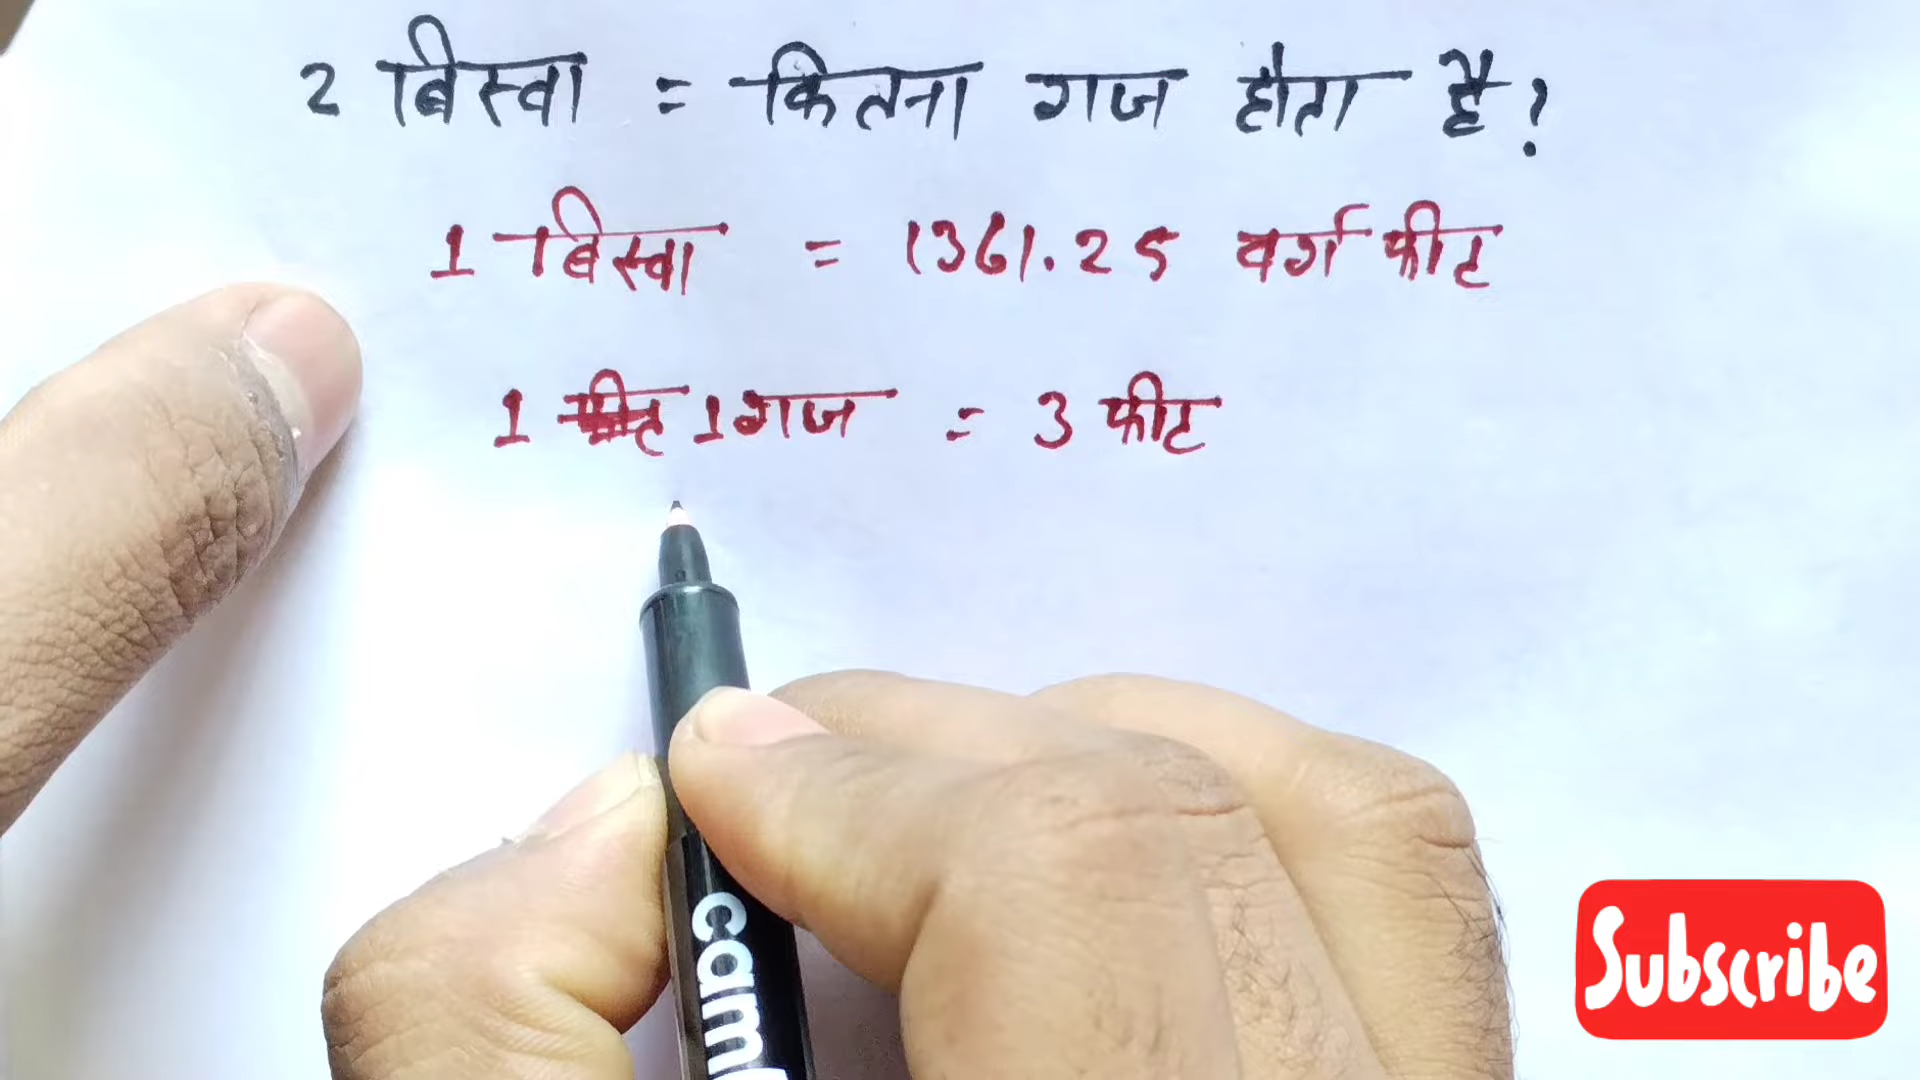 2 बिस्वा = कितना गज होता है?
1 बिस्वा = 1361.25 वर्ग फीट
1 फीट 1 गज = 3 फीट
cam
Subscribe